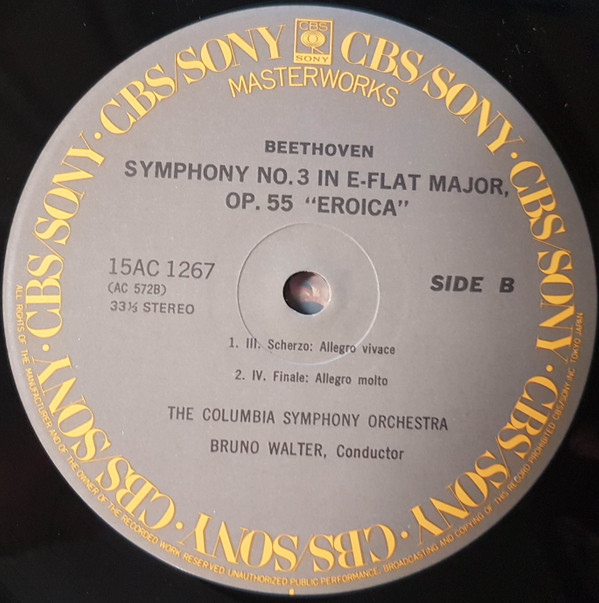 CBS/SONY · CBS/SONY · CBS/SONY · CBS/SONY · CBS/SONY · CBS/SONY · CBS/SONY · CBS/SONY
CBS
SONY
MASTERWORKS
BEETHOVEN
SYMPHONY NO. 3 IN E-FLAT MAJOR,
OP. 55 “EROICA”
15AC 1267
(AC 572B)
33⅓ STEREO
SIDE B
1. III. Scherzo: Allegro vivace
2. IV. Finale: Allegro molto
THE COLUMBIA SYMPHONY ORCHESTRA
BRUNO WALTER, Conductor
ALL RIGHTS OF THE MANUFACTURER AND OF THE OWNER OF THE RECORDED WORK RESERVED UNAUTHORIZED PUBLIC PERFORMANCE, BROADCASTING AND COPYING OF THIS RECORD PROHIBITED CBS/SONY INC. TOKYO JAPAN